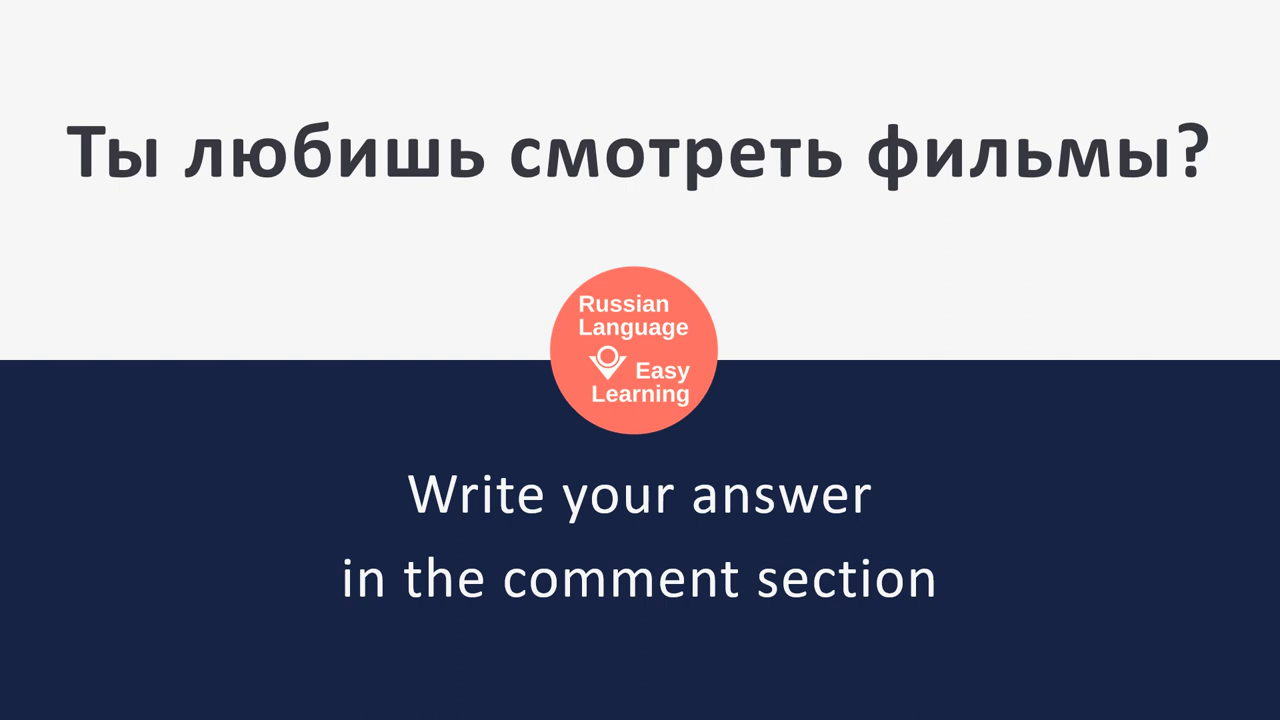 Ты любишь смотреть фильмы?
Russian
Language
Easy
Learning
Write your answer
in the comment section